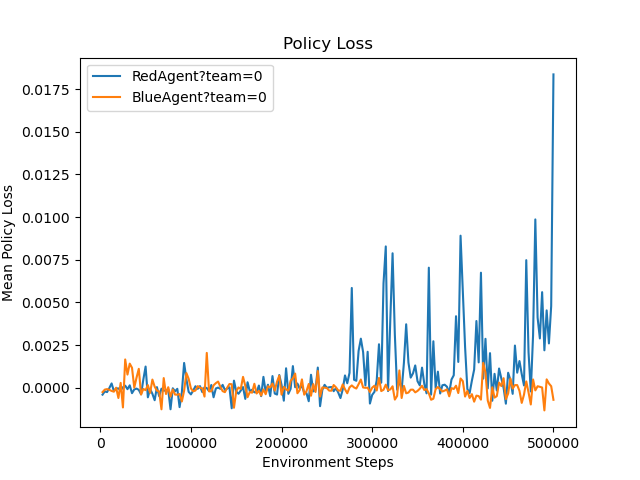 Policy Loss
RedAgent?team=0
BlueAgent?team=0
0.0175
0.0150
0.0125
0.0100
0.0075
0.0050
0.0025
0.0000
Mean Policy Loss
0 100000 200000 300000 400000 500000
Environment Steps